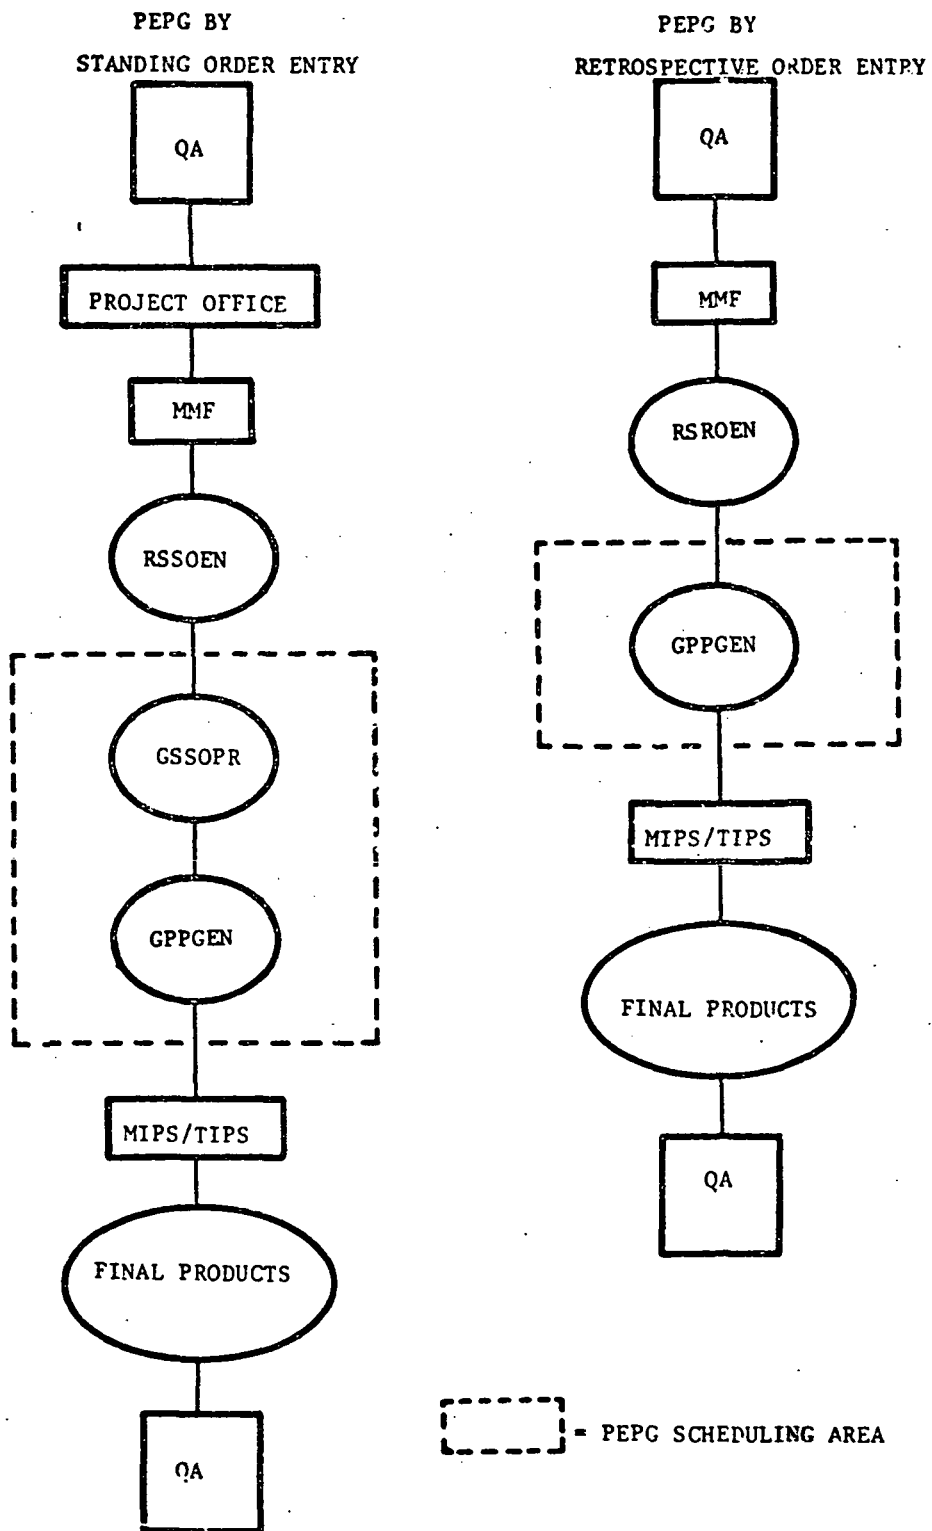 PEPG BY
STANDING ORDER ENTRY
QA
PROJECT OFFICE
MMF
RSSOEN
GSSOPR
GPPGEN
MIPS/TIPS
FINAL PRODUCTS
QA
PEPG BY
RETROSPECTIVE ORDER ENTRY
QA
MMF
RSROEN
GPPGEN
MIPS/TIPS
FINAL PRODUCTS
QA
= PEPG SCHEDULING AREA